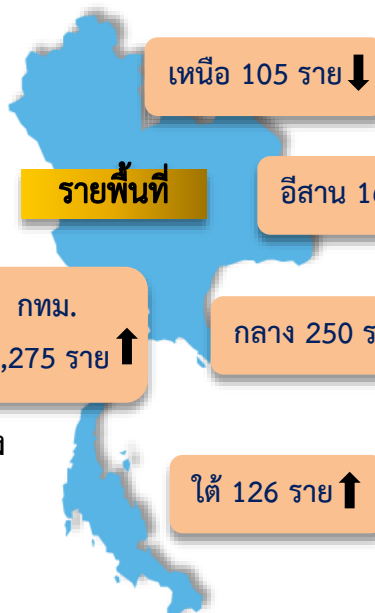 เหนือ 105 ราย
รายพื้นที่
อีสาน
กทม.
,275 ราย
กลาง 250
ใต้ 126 ราย